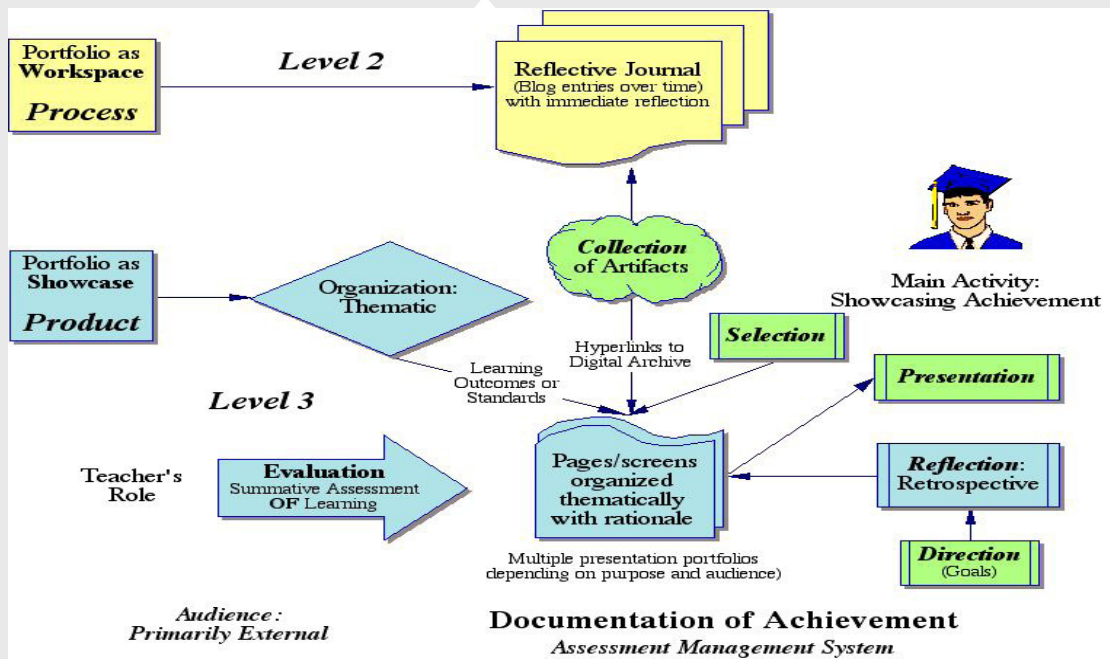 Portfolio as
Workspace
Process
Level 2
Reflective Journal
(Blog entries over time)
with immediate reflection
Portfolio as
Showcase
Product
Organization:
Thematic
Collection
of Artifacts
Main Activity:
Showcasing Achievement
Selection
Hyperlinks to
Digital Archive
Learning
Outcomes or
Standards
Presentation
Level 3
Teacher's
Role
Evaluation
Summative Assessment
OF Learning
Pages/screens
organized
thematically
with rationale
Reflection:
Retrospective
Direction
(Goals)
Multiple presentation portfolios
depending on purpose and audience)
Audience:
Primarily External
Documentation of Achievement
Assessment Management System